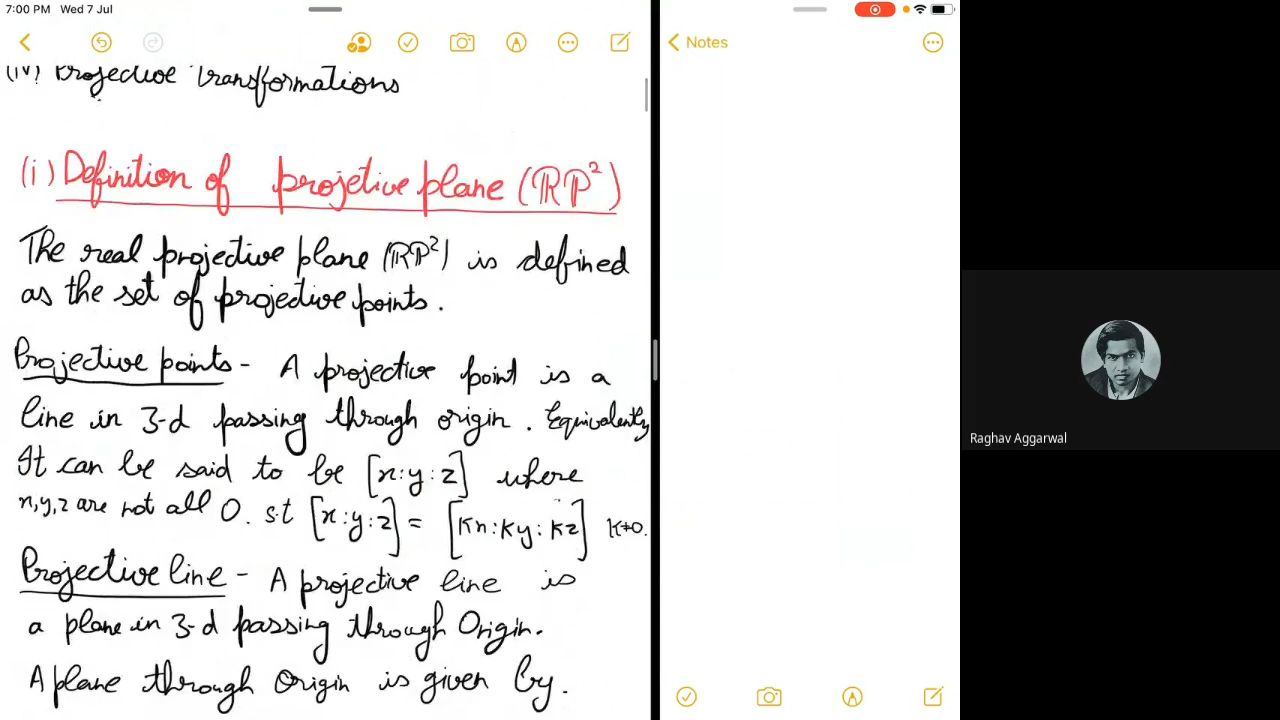 7:00 PM Wed 7 Jul
(iv) Projective transformations
(i) Definition of projetive plane (ℝℙ²)
The real projective plane (ℝℙ²) is defined
as the set of projective points.
Projective points - A projective point is a
line in 3-d passing through origin. Equivalently
It can be said to be [x:y:z] where
x,y,z are not all 0. s.t [x:y:z] = [Kx:Ky:Kz] K≠0.
Projective line - A projective line is
a plane in 3-d passing through Origin.
A plane through Origin is given by.
Notes
Raghav Aggarwal